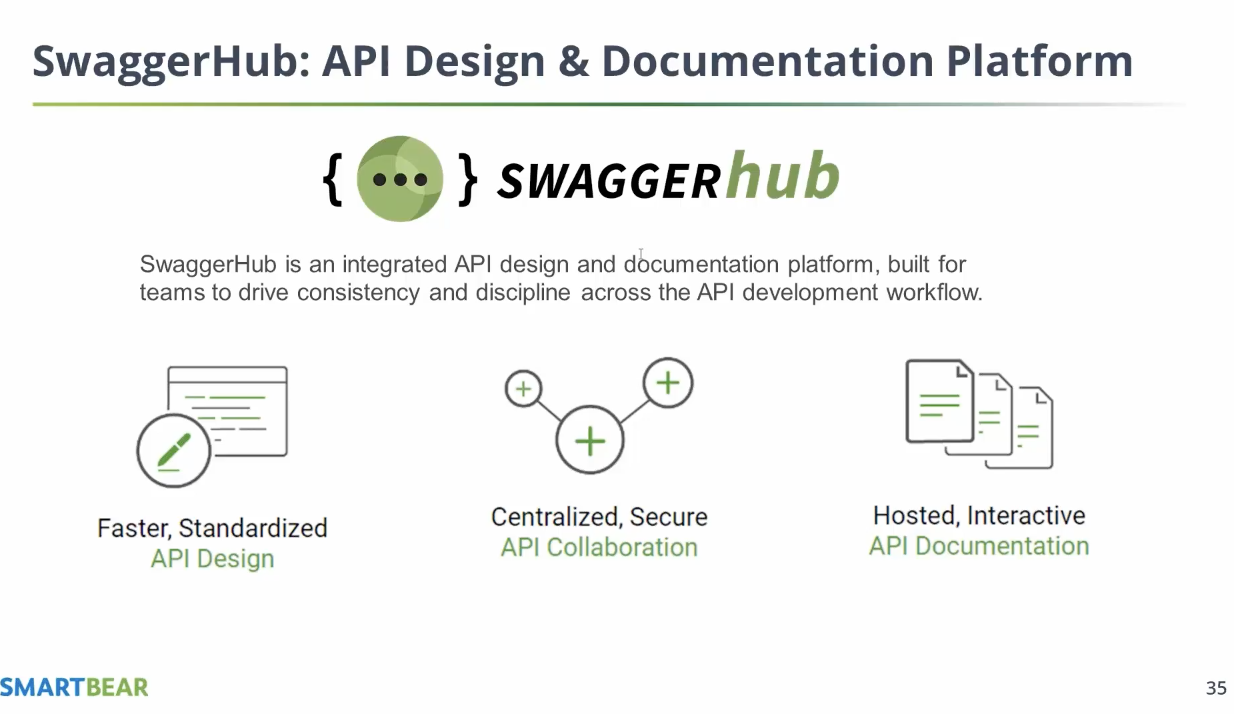 SwaggerHub: API Design & Documentation Platform
{ ... } SWAGGERhub
SwaggerHub is an integrated API design and documentation platform, built for
teams to drive consistency and discipline across the API development workflow.
Faster, Standardized
API Design
Centralized, Secure
API Collaboration
Hosted, Interactive
API Documentation
SMARTBEAR
35